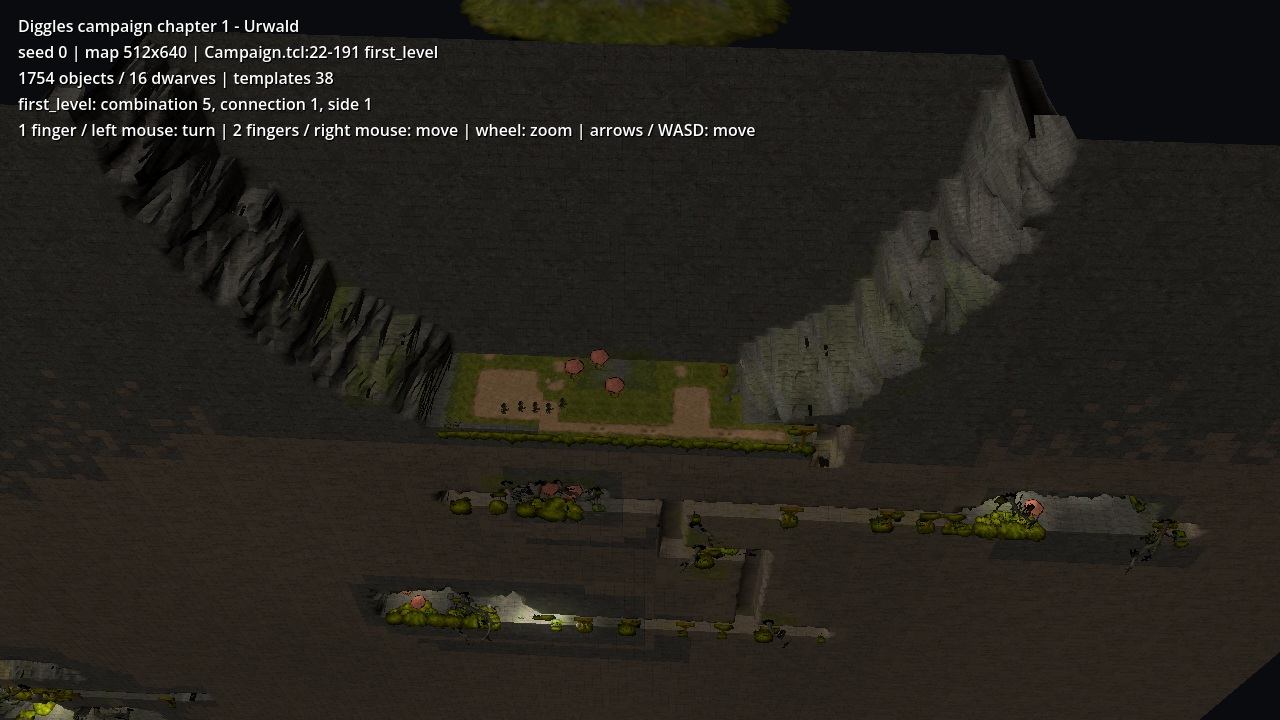 Diggles campaign chapter 1 - Urwald
seed 0 | map 512x640 | Campaign.tcl:22-191 first_level
1754 objects / 16 dwarves | templates 38
first_level: combination 5, connection 1, side 1
1 finger / left mouse: turn | 2 fingers / right mouse: move | wheel: zoom | arrows / WASD: move